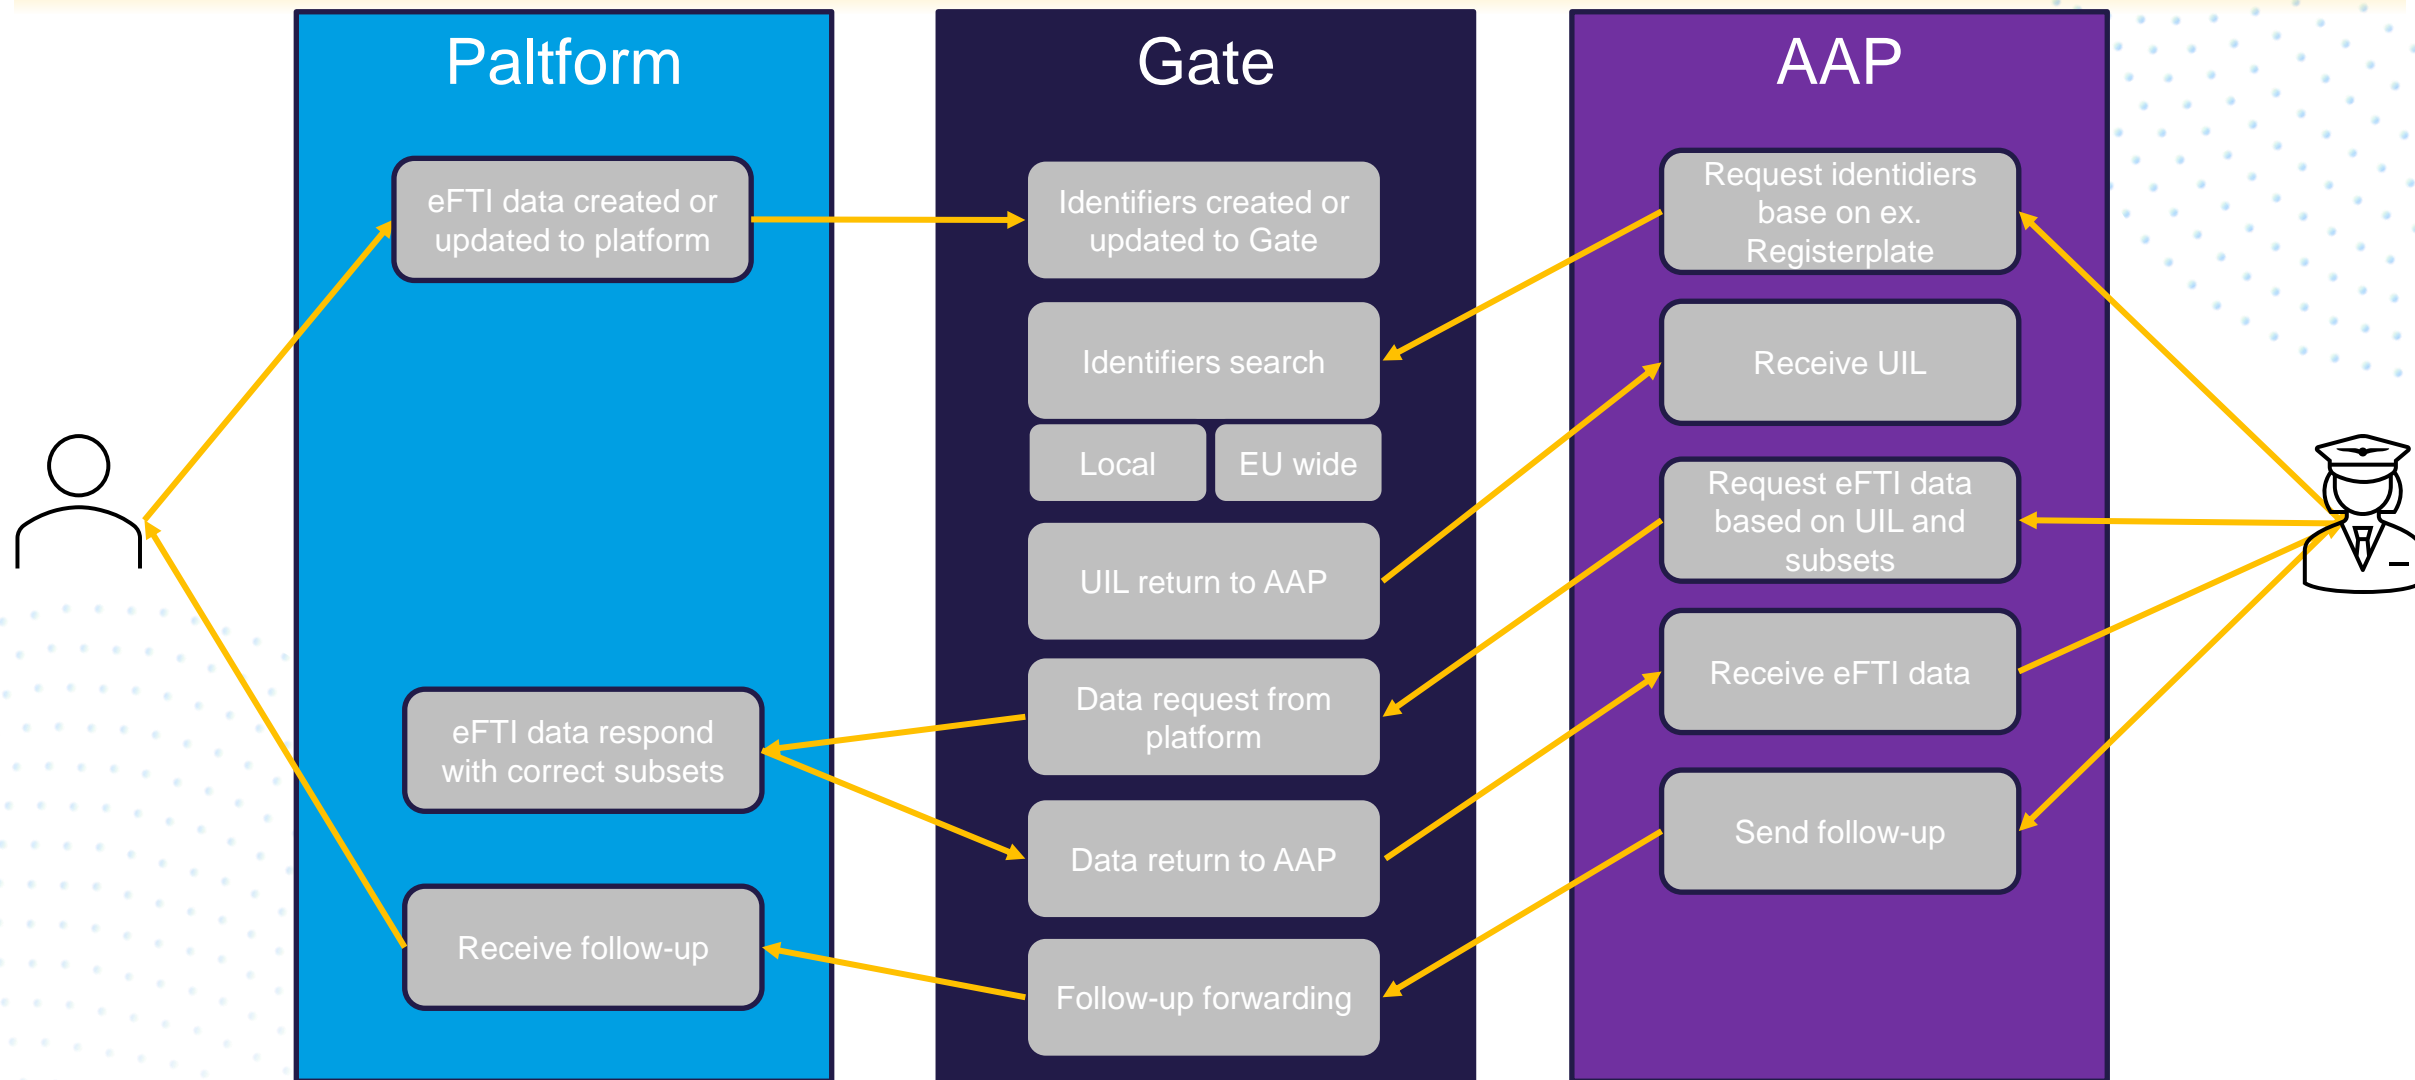 Paltform
eFTI data created or
updated to platform
eFTI data respond
with correct subsets
Receive follow-up
Gate
Identifiers created or
updated to Gate
Identifiers search
Local
EU wide
UIL return to AAP
Data request from
platform
Data return to AAP
Follow-up forwarding
AAP
Request identidiers
base on ex.
Registerplate
Receive UIL
Request eFTI data
based on UIL and
subsets
Receive eFTI data
Send follow-up